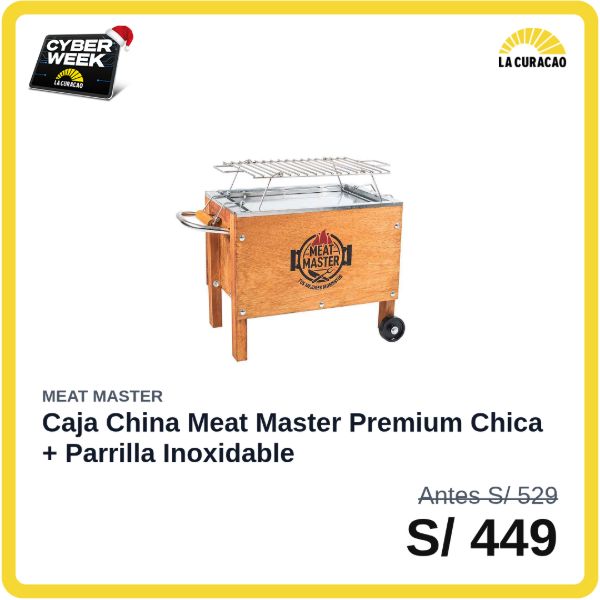 CYBER
WEEK
LA CURACAO
LA CURACAO
MEAT
MASTER
MEAT MASTER
Caja China Meat Master Premium Chica
+ Parrilla Inoxidable
Antes S/ 529
S/ 449